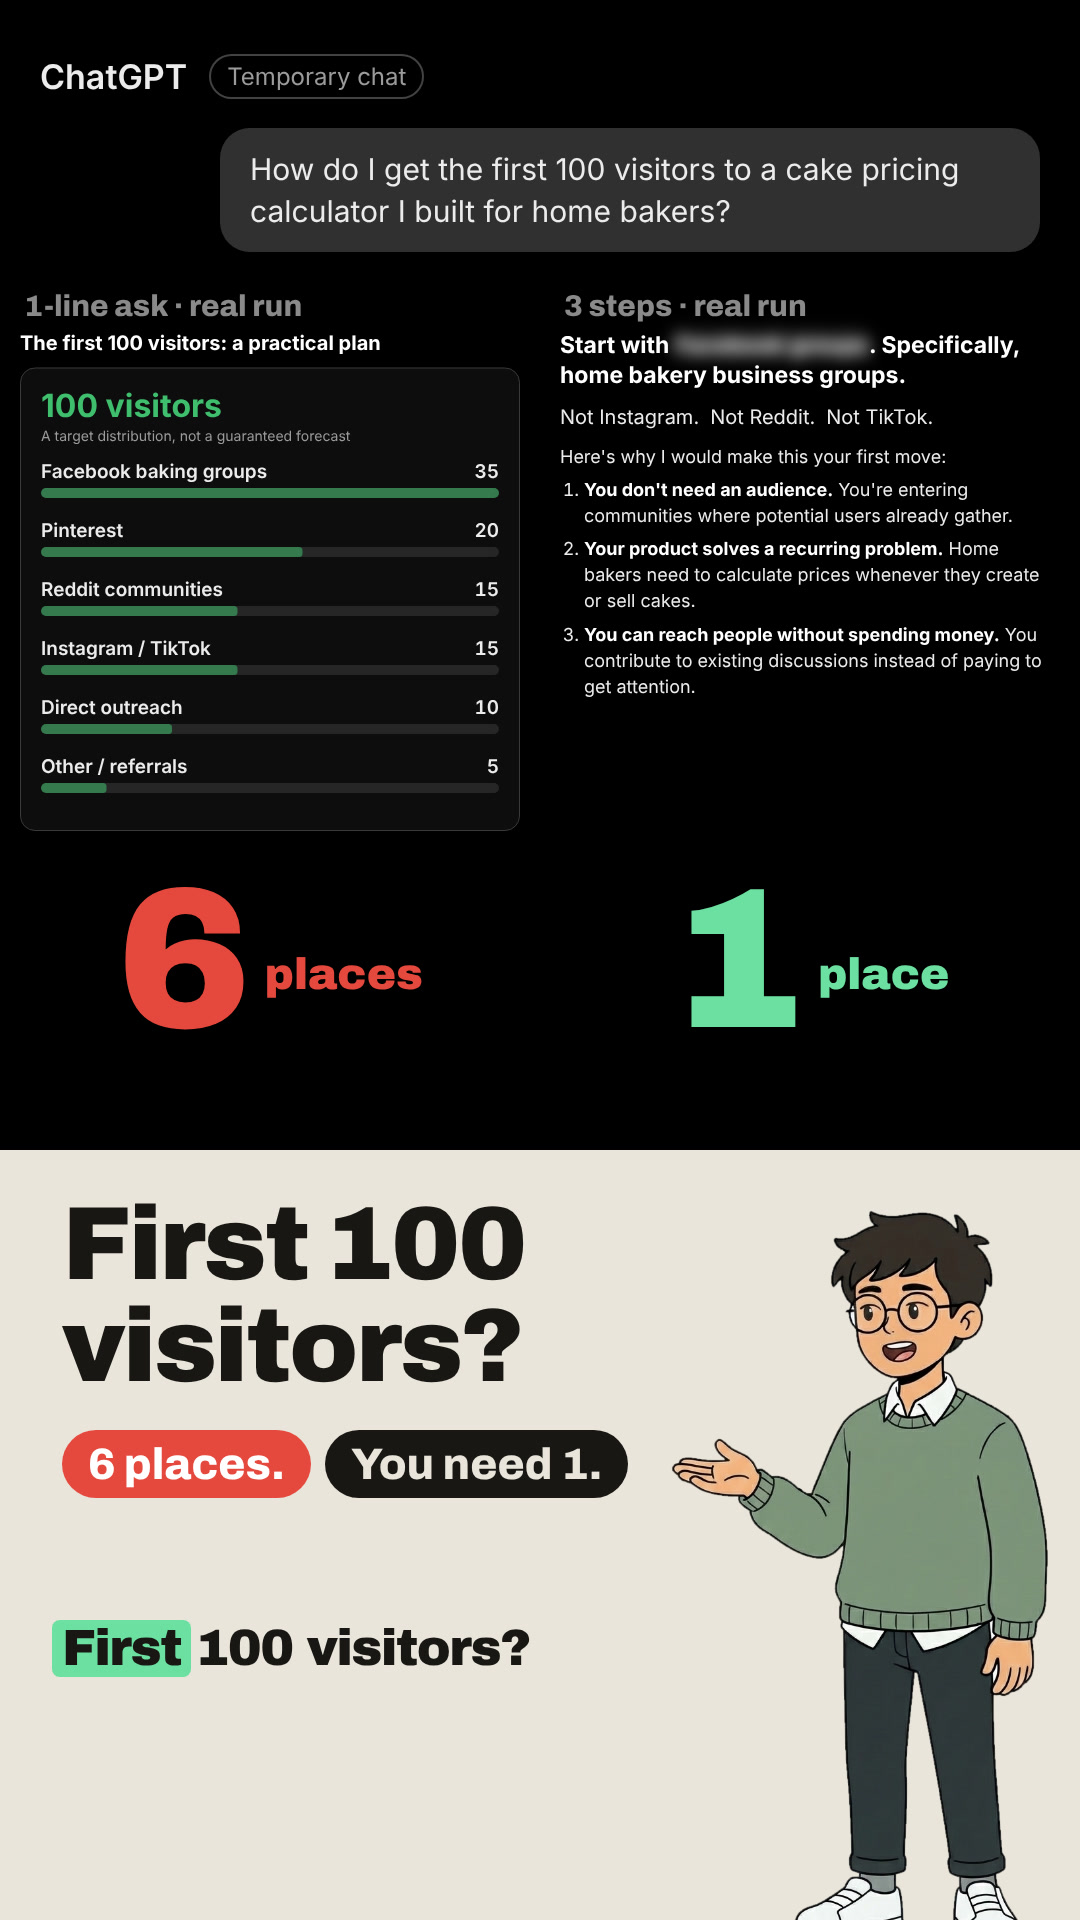 ChatGPT
Temporary chat
How do I get the first 100 visitors to a cake pricing
calculator I built for home bakers?
1-line ask · real run
The first 100 visitors: a practical plan
100 visitors
A target distribution, not a guaranteed forecast
Facebook baking groups 35
Pinterest 20
Reddit communities 15
Instagram / TikTok 15
Direct outreach 10
Other / referrals 5
6 places
3 steps · real run
Start with . Specifically,
home bakery business groups.
Not Instagram. Not Reddit. Not TikTok.
Here's why I would make this your first move:
1. You don't need an audience. You're entering
communities where potential users already gather.
2. Your product solves a recurring problem. Home
bakers need to calculate prices whenever they create
or sell cakes.
3. You can reach people without spending money. You
contribute to existing discussions instead of paying to
get attention.
1 place
First 100
visitors?
6 places.
You need 1.
First 100 visitors?